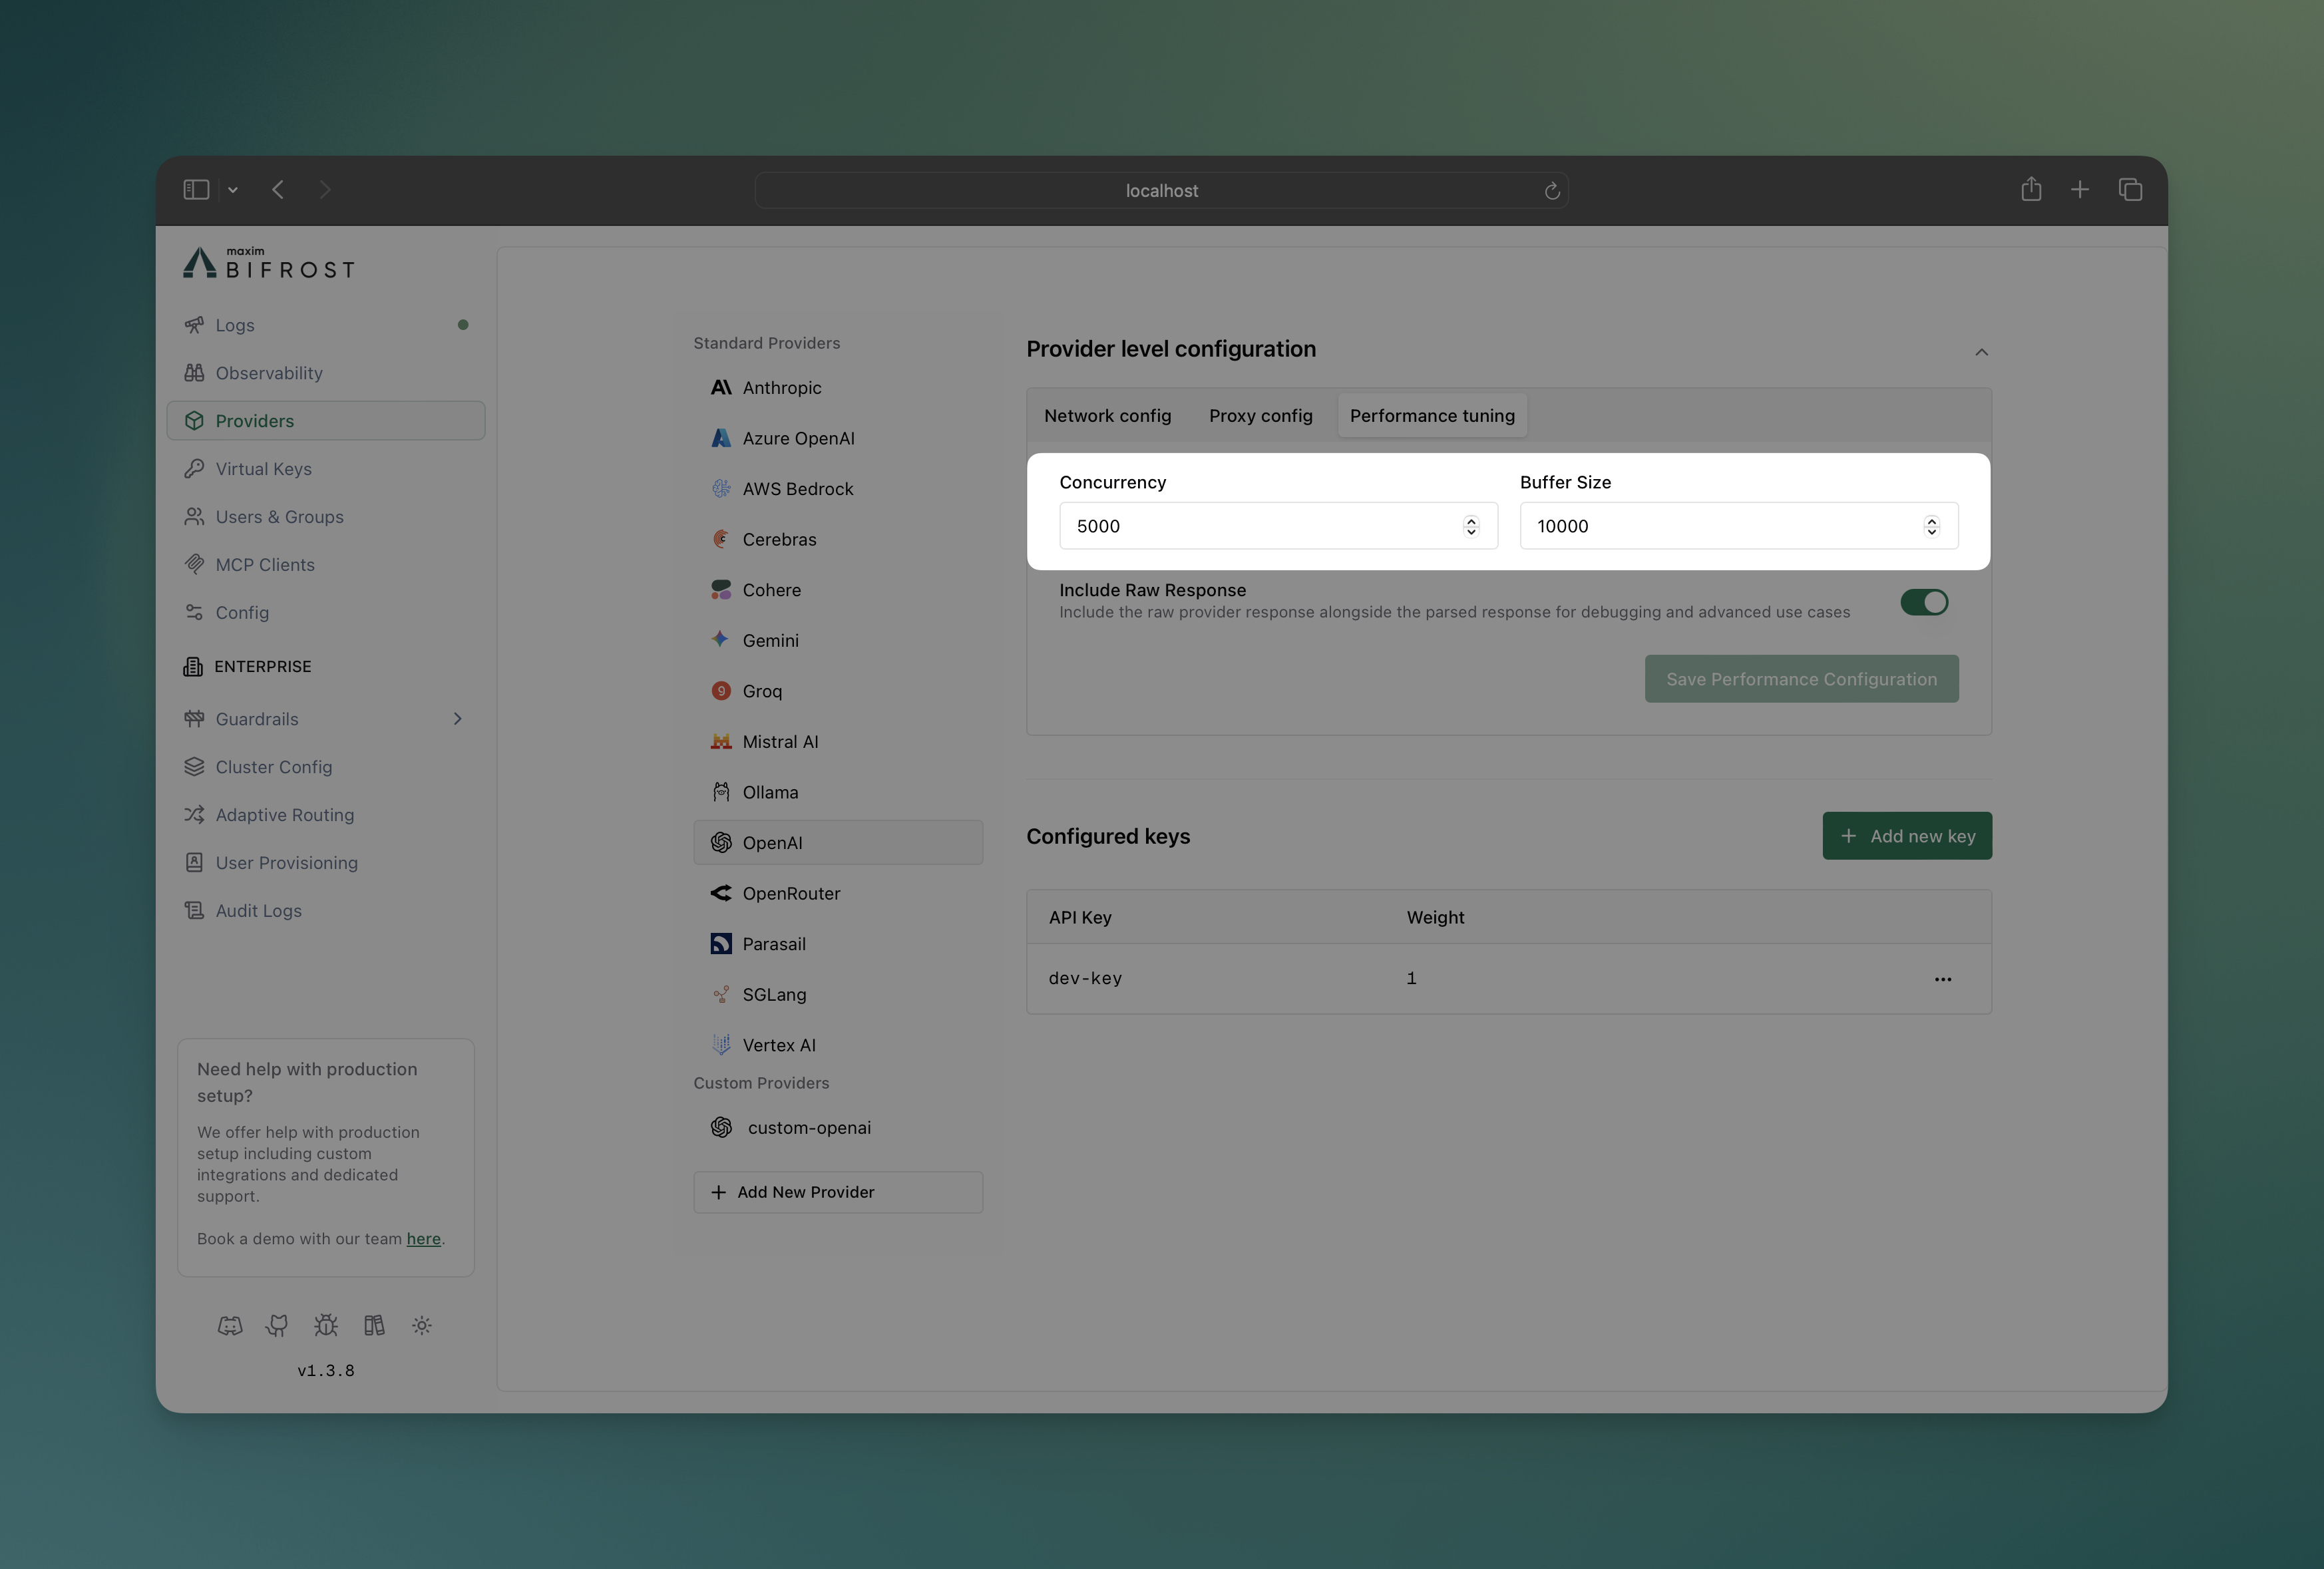 localhost
maxim
BIFROST
Logs
Observability
Providers
Virtual Keys
Users & Groups
MCP Clients
Config
ENTERPRISE
Guardrails
Cluster Config
Adaptive Routing
User Provisioning
Audit Logs
Need help with production
setup?
We offer help with production
setup including custom
integrations and dedicated
support.
Book a demo with our team here.
v1.3.8
Standard Providers
Anthropic
Azure OpenAI
AWS Bedrock
Cerebras
Cohere
Gemini
Groq
Mistral AI
Ollama
OpenAI
OpenRouter
Parasail
SGLang
Vertex AI
Custom Providers
custom-openai
Add New Provider
Provider level configuration
Network config Proxy config Performance tuning
Concurrency Buffer Size
5000 10000
Include Raw Response
Include the raw provider response alongside the parsed response for debugging and advanced use cases
Save Performance Configuration
Configured keys
Add new key
API Key Weight
dev-key 1